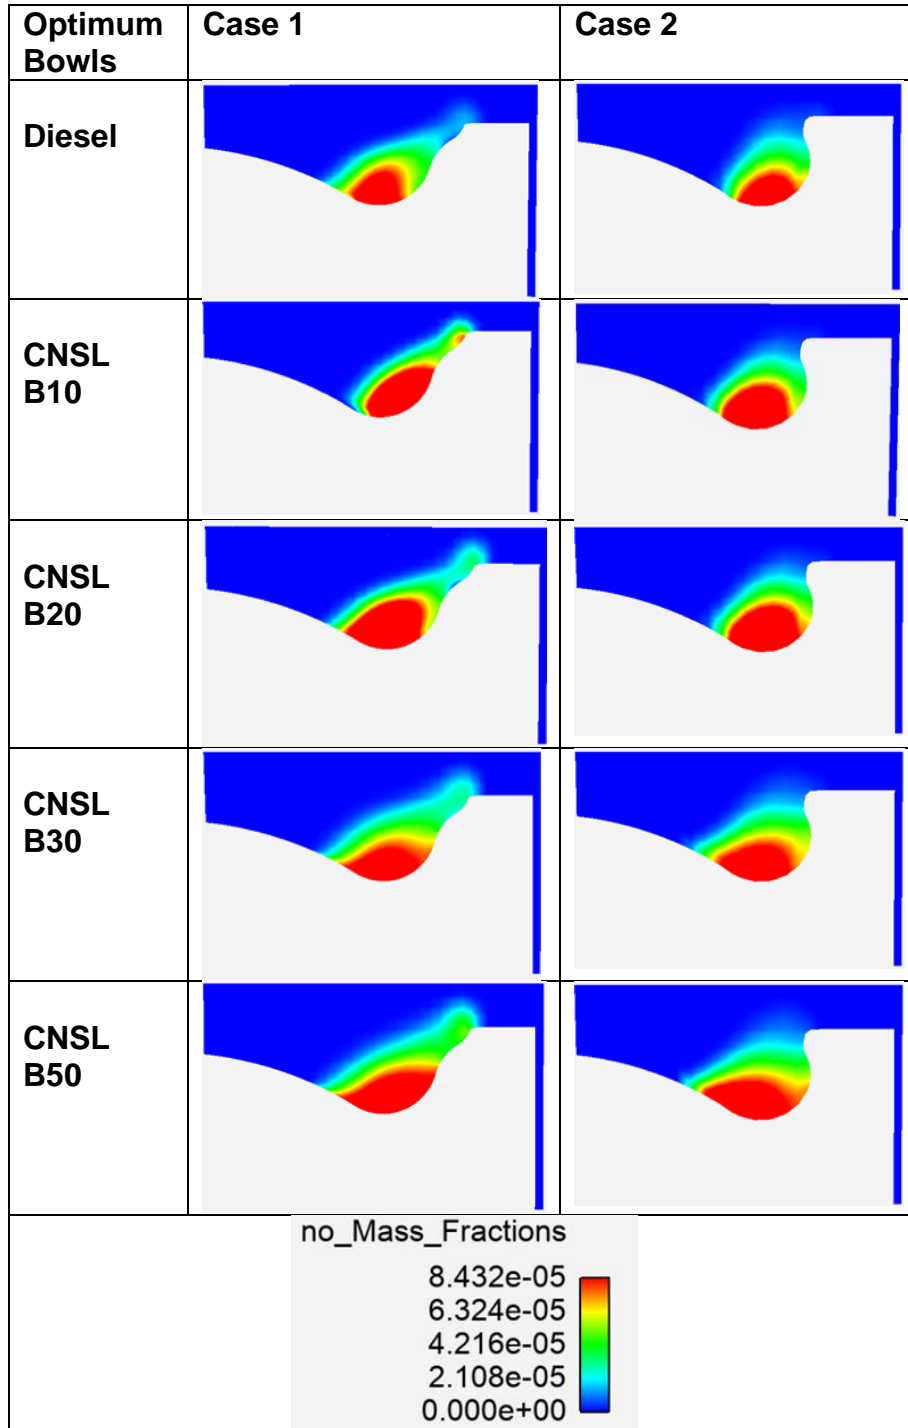 Optimum
Bowls
Case 1
Case 2
Diesel
CNSL
B10
CNSL
B20
CNSL
B30
CNSL
B50
no_Mass_Fractions
8.432e-05
6.324e-05
4.216e-05
2.108e-05
0.000e+00